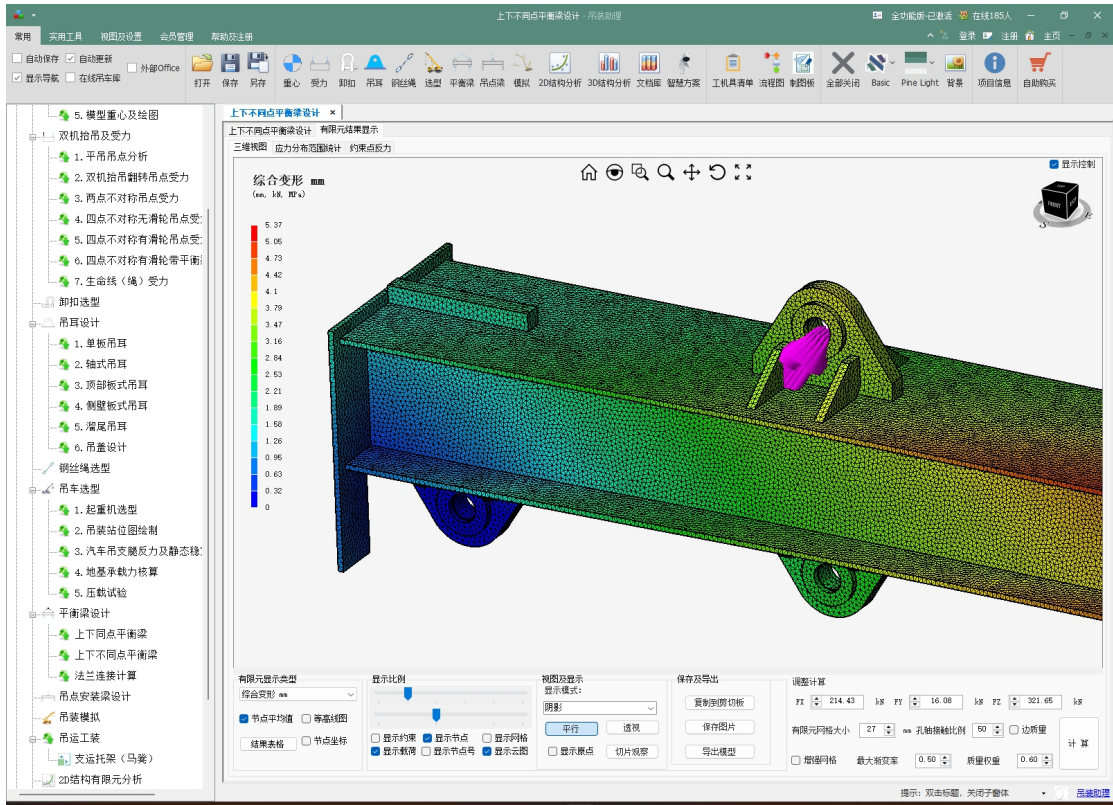 上下不同点平衡梁设计 - 吊装助理
全功能版-已激活 在线185人
常用 实用工具 视图及设置 会员管理 帮助及注册
登录 注册 主页
自动保存 自动更新 外部Office
显示导航 在线吊车库
打开 保存 另存 重心 受力 卸扣 吊耳 钢丝绳 选型 平衡梁 吊点梁 模拟 2D结构分析 3D结构分析 文档库 智慧方案 工机具清单 流程图 制图板 全部关闭 Basic Pine Light 背景 项目信息 自助购买
5. 模型重心及绘图
双机抬吊及受力
1. 平吊吊点分析
2. 双机抬吊翻转吊点受力
3. 两点不对称吊点受力
4. 四点不对称无滑轮吊点受
5. 四点不对称有滑轮吊点受
6. 四点不对称有滑轮带平衡
7. 生命线（绳）受力
卸扣选型
吊耳设计
1. 单板吊耳
2. 轴式吊耳
3. 顶部板式吊耳
4. 侧壁板式吊耳
5. 溜尾吊耳
6. 吊盖设计
钢丝绳选型
吊车选型
1. 起重机选型
2. 吊装站位图绘制
3. 汽车吊支腿反力及静态稳
4. 地基承载力核算
5. 压载试验
平衡梁设计
上下同点平衡梁
上下不同点平衡梁
法兰连接计算
吊点安装梁设计
吊装模拟
吊运工装
支运托架（马凳）
2D结构有限元分析
上下不同点平衡梁设计 ×
上下不同点平衡梁设计 有限元结果显示
三维视图 应力分布范围统计 约束点反力
显示控制
综合变形 mm
(mm, kN, MPa)
5.37
5.05
4.73
4.42
4.1
3.79
3.47
3.16
2.84
2.53
2.21
1.89
1.58
1.26
0.95
0.63
0.32
0
FRONT
S E
有限元显示类型
综合变形 mm
节点平均值 等高线图
结果表格 节点坐标
显示比例
显示约束 显示节点 显示网格
显示载荷 显示节点号 显示云图
视图及显示
显示模式：
阴影
平行 透视
显示原点 切片观察
保存及导出
复制到剪切板
保存图片
导出模型
调整计算
FX 214.43 kN FY 16.08 kN FZ 321.65 kN
有限元网格大小 27 mm 孔轴接触比例 50 边质量
增强网格 最大渐变率 0.50 质量权重 0.60
计 算
提示：双击标题，关闭子窗体
吊装助理